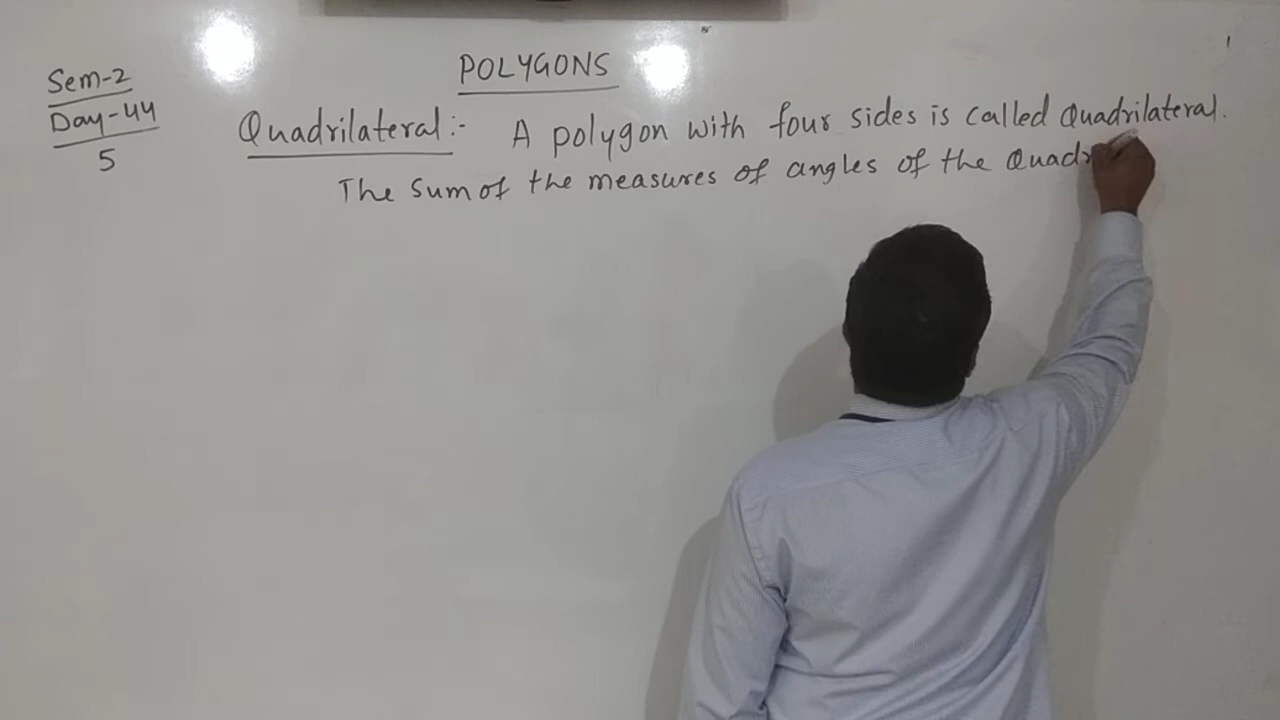 POLYGONS
Sem-2
Day-44
5
Quadrilateral:- A polygon with four sides is called Quadrilateral.
The sum of the measures of angles of the Quadr